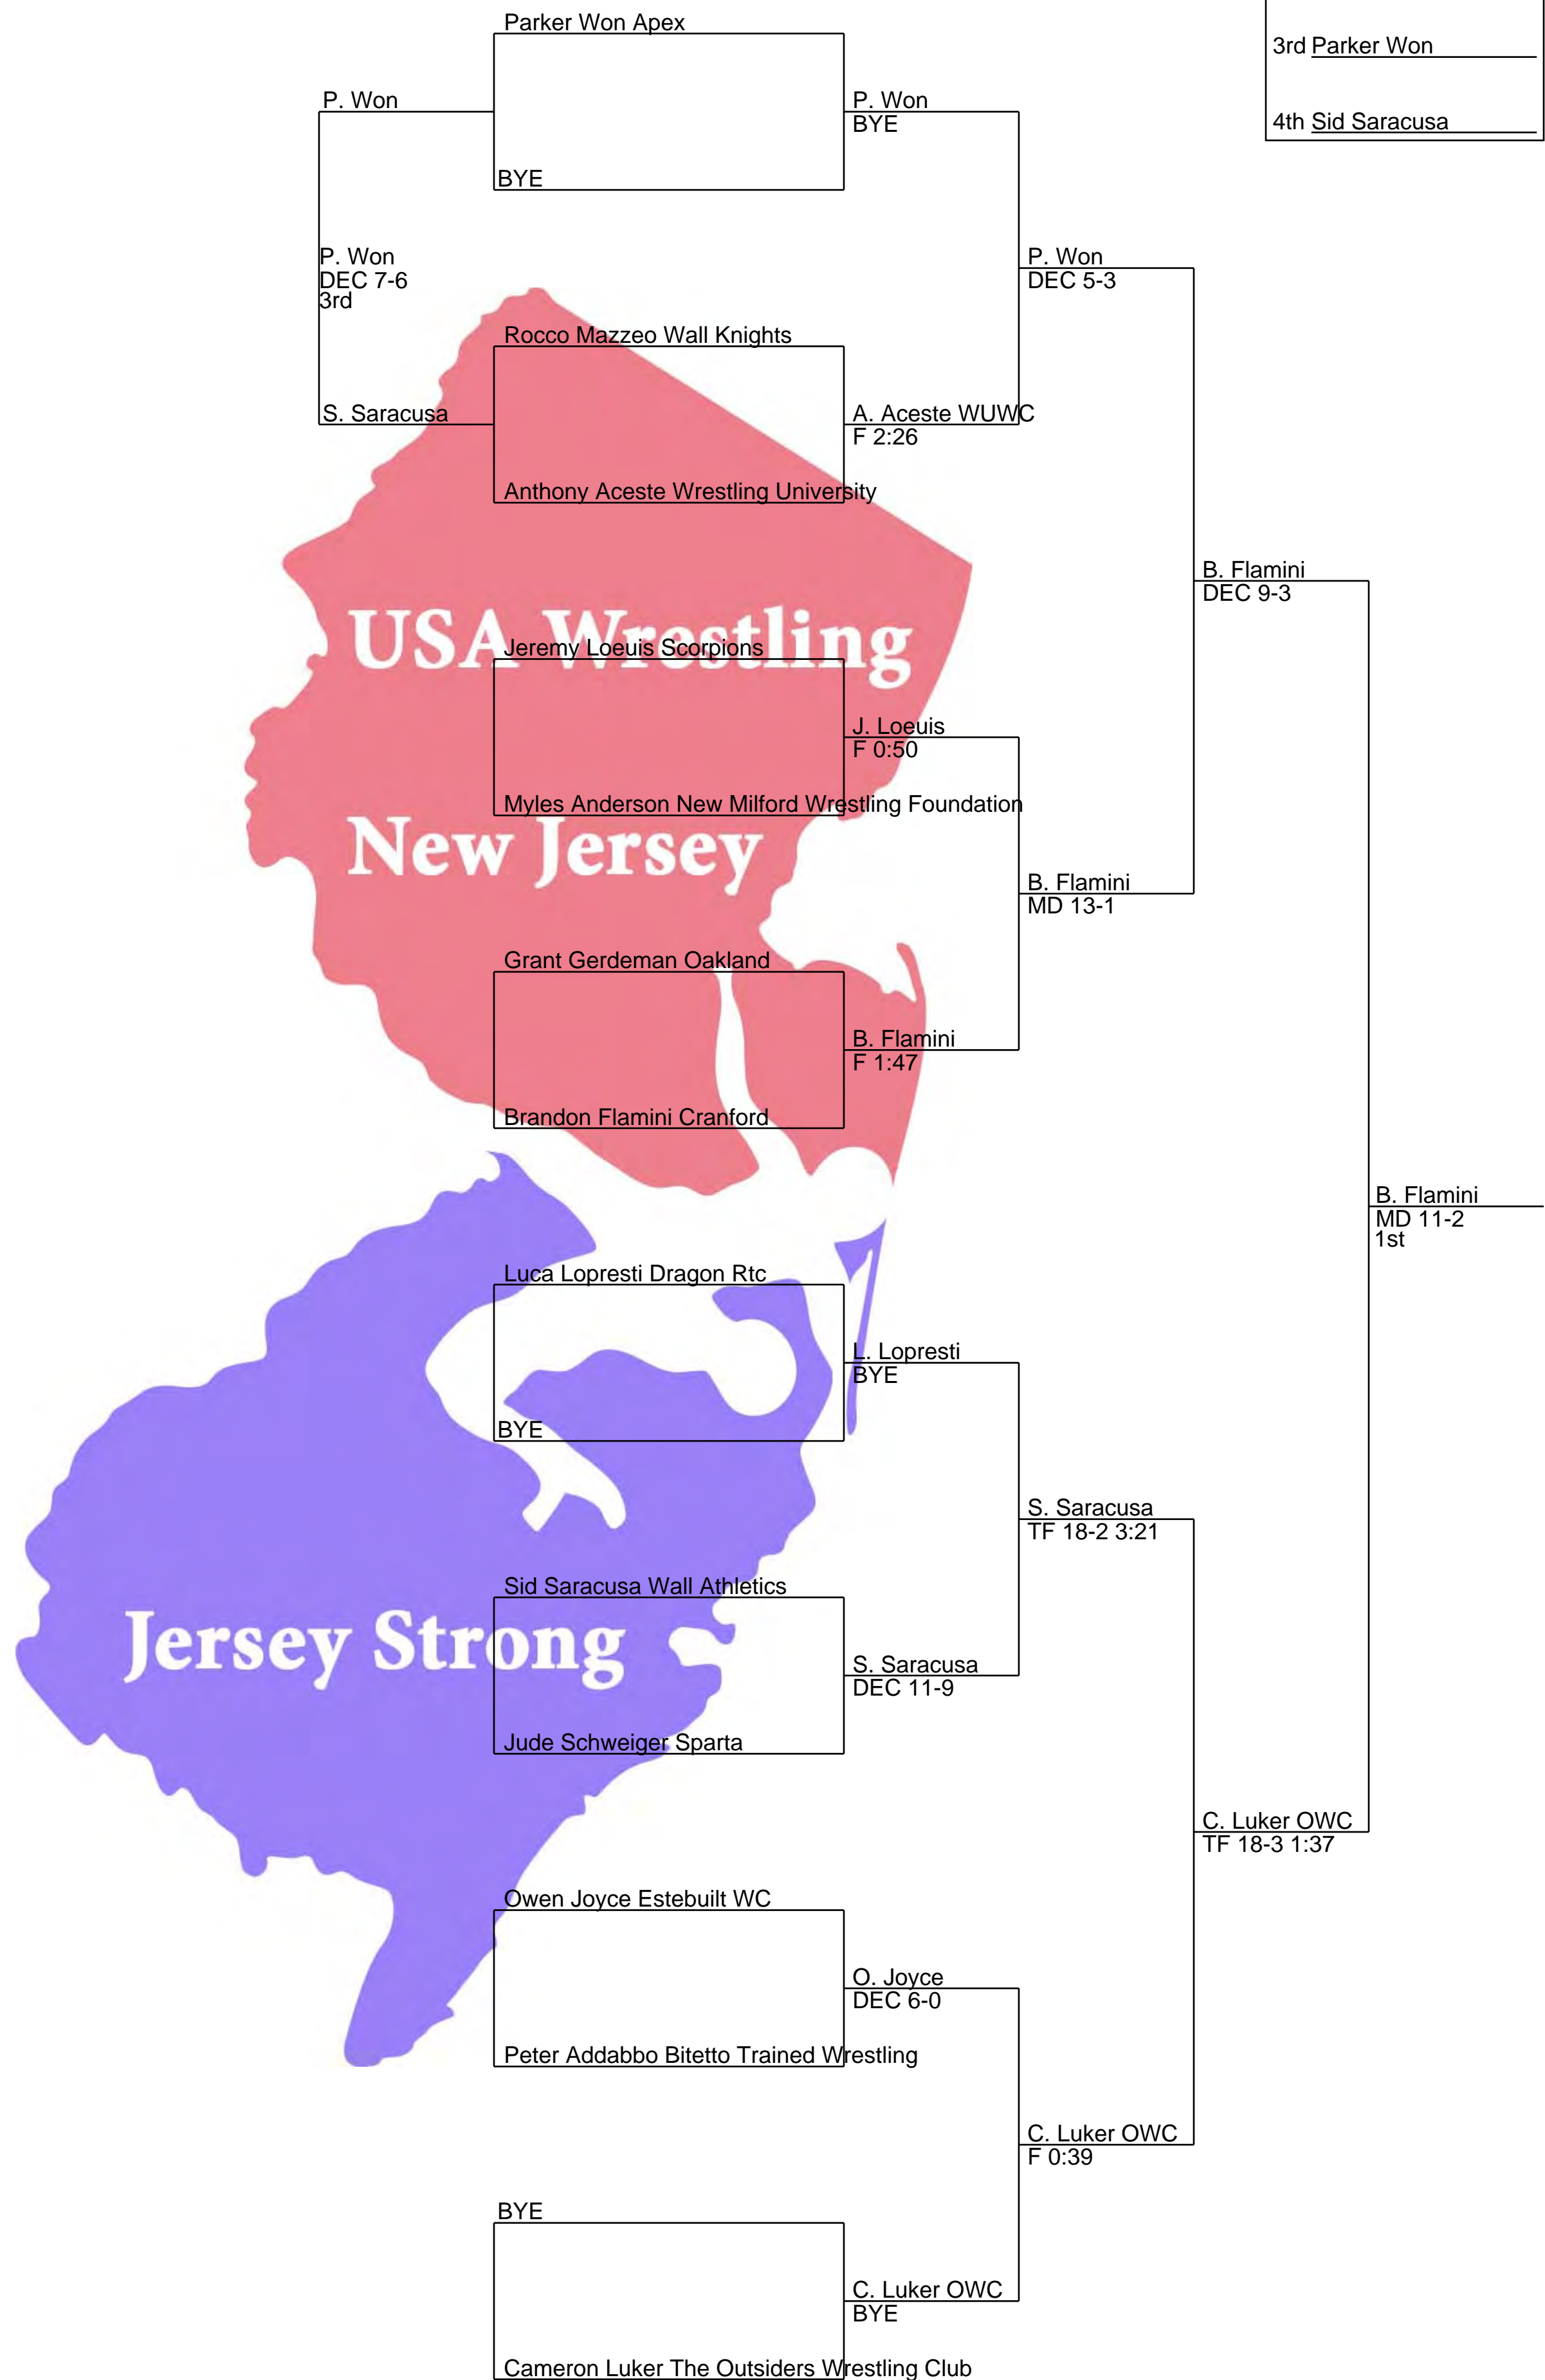 Parker Won Apex
3rd Parker Won
P. Won
P. Won
BYE
4th Sid Saracusa
BYE
P. Won
DEC 7-6
3rd
P. Won
DEC 5-3
Rocco Mazzeo Wall Knights
S. Saracusa
A. Aceste WUWC
F 2:26
Anthony Aceste Wrestling University
B. Flamini
DEC 9-3
USA Wrestling
Jeremy Loeuis Scorpions
J. Loeuis
F 0:50
Myles Anderson New Milford Wrestling Foundation
New Jersey
B. Flamini
MD 13-1
Grant Gerdeman Oakland
B. Flamini
F 1:47
Brandon Flamini Cranford
B. Flamini
MD 11-2
1st
Luca Lopresti Dragon Rtc
L. Lopresti
BYE
BYE
S. Saracusa
TF 18-2 3:21
Sid Saracusa Wall Athletics
Jersey Strong
S. Saracusa
DEC 11-9
Jude Schweiger Sparta
C. Luker OWC
TF 18-3 1:37
Owen Joyce Estebuilt WC
O. Joyce
DEC 6-0
Peter Addabbo Bitetto Trained Wrestling
C. Luker OWC
F 0:39
BYE
C. Luker OWC
BYE
Cameron Luker The Outsiders Wrestling Club